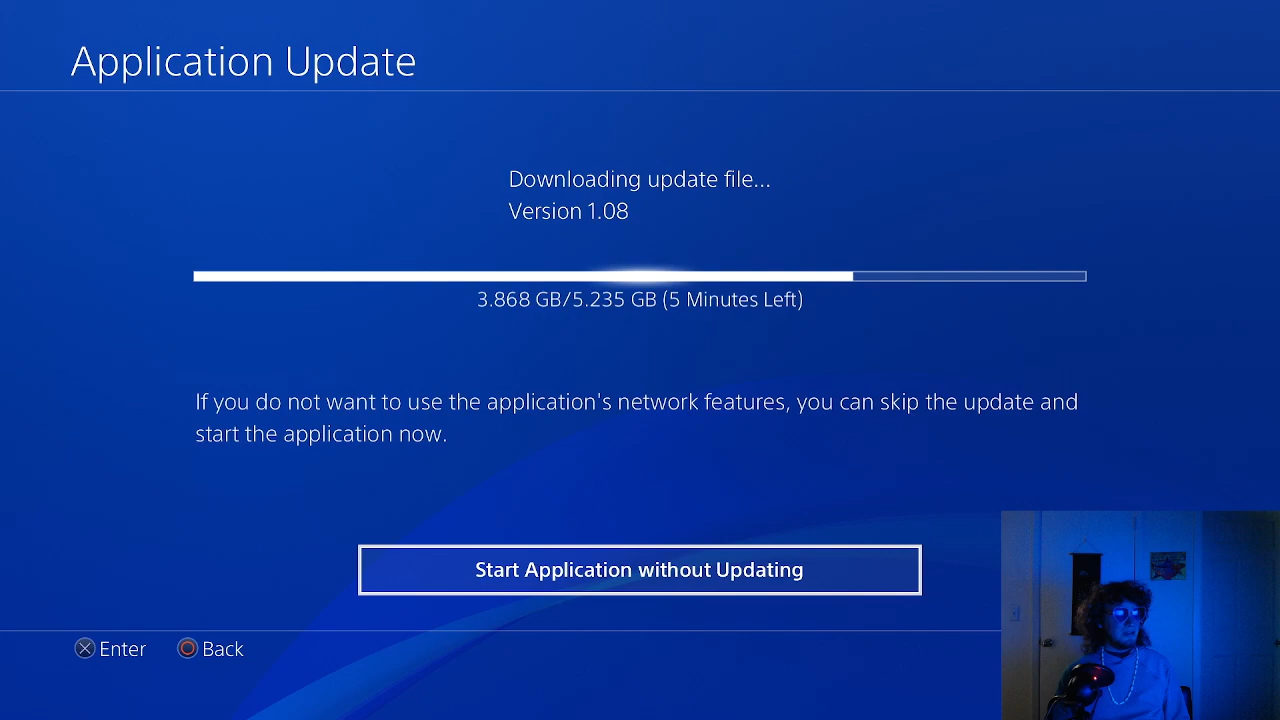 Application Update
Downloading update file...
Version 1.08
3.868 GB/5.235 GB (5 Minutes Left)
If you do not want to use the application's network features, you can skip the update and
start the application now.
Start Application without Updating
Enter Back